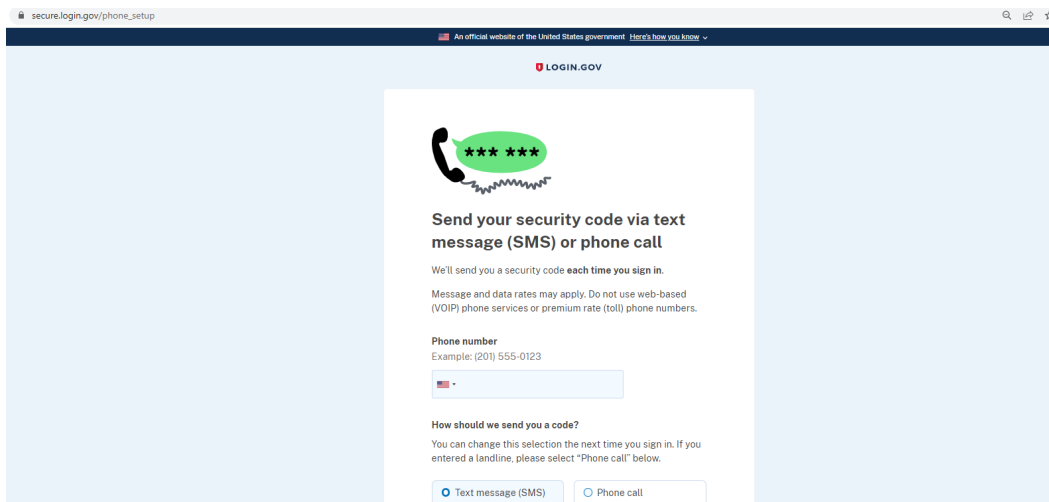 secure.login.gov/phone_setup
An official website of the United States government Here's how you know
LOGIN.GOV
*** ***
Send your security code via text
message (SMS) or phone call
We'll send you a security code each time you sign in.
Message and data rates may apply. Do not use web-based
(VOIP) phone services or premium rate (toll) phone numbers.
Phone number
Example: (201) 555-0123
How should we send you a code?
You can change this selection the next time you sign in. If you
entered a landline, please select “Phone call” below.
Text message (SMS) Phone call